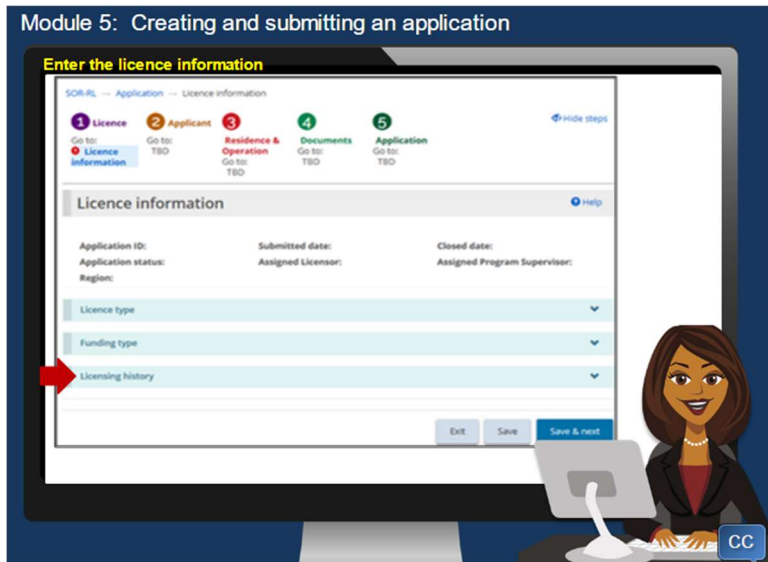 Module 5: Creating and submitting an application
Enter the licence information
SOR-RL → Application → Licence information
1 Licence 2 Applicant 3 4 5 Hide steps
Go to: Go to: Residence & Documents Application
Licence TBD Operation Go to: Go to:
information Go to: TBD TBD
TBD
Licence information Help
Application ID: Submitted date: Closed date:
Application status: Assigned Licensor: Assigned Program Supervisor:
Region:
Licence type
Funding type
Licensing history
Exit Save Save & next
CC